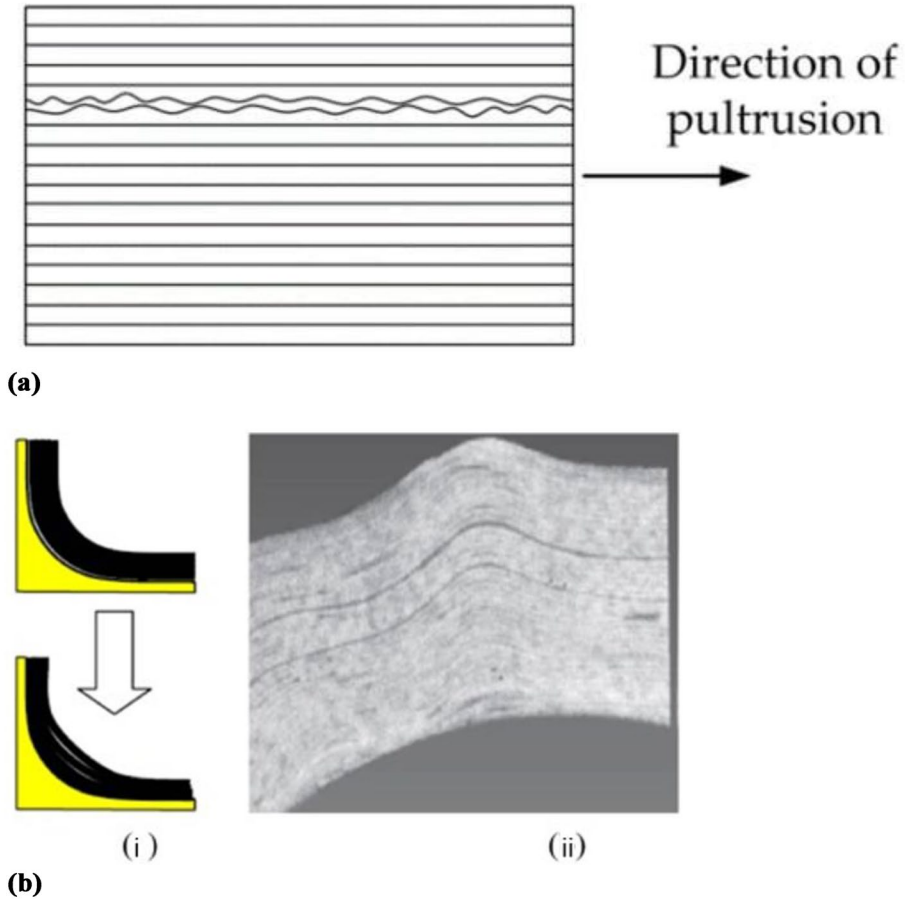 Direction of
pultrusion
(a)
(i)
(ii)
(b)